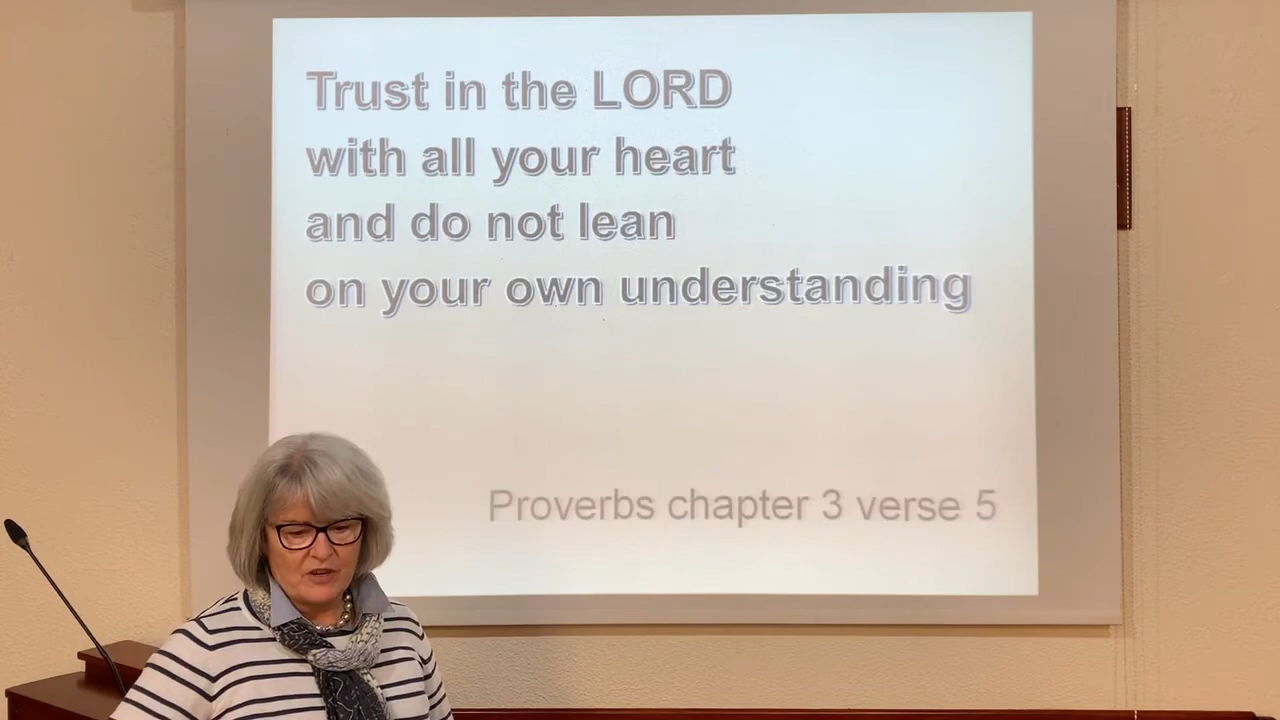 Trust in the LORD
with all your heart
and do not lean
on your own understanding
Proverbs chapter 3 verse 5